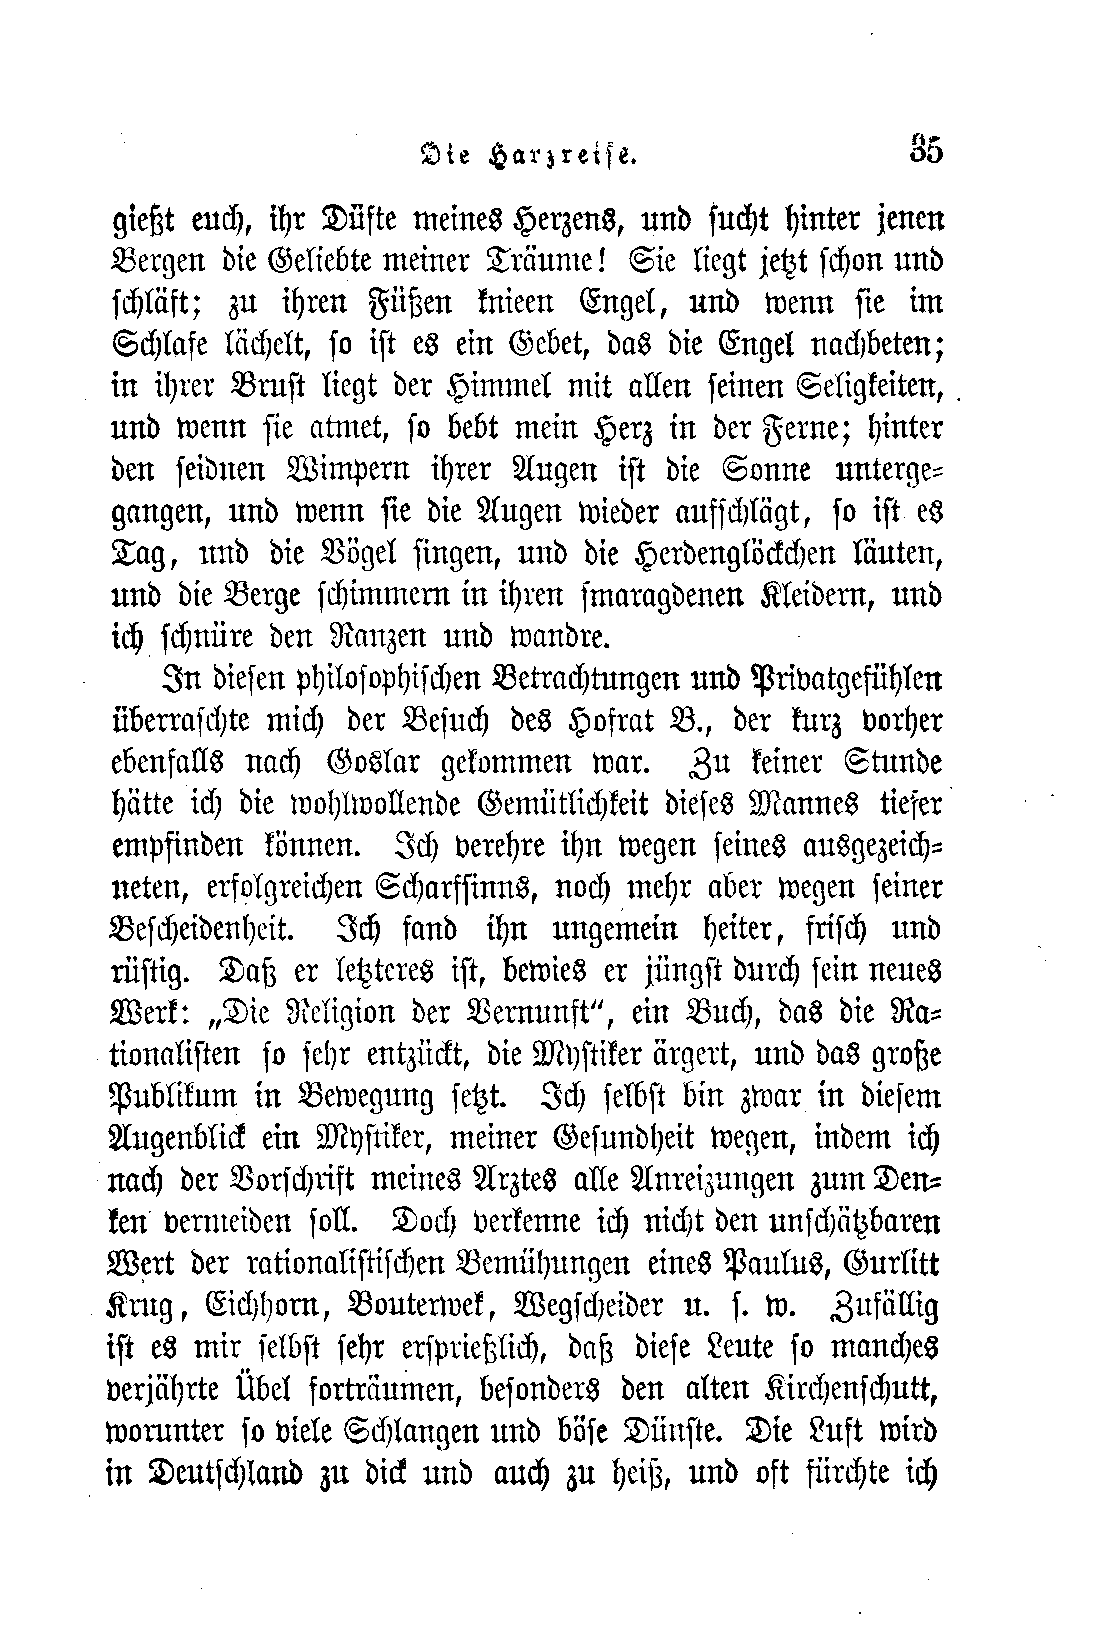 Die Harzreise. 35
gießt euch, ihr Düfte meines Herzens, und sucht hinter jenen
Bergen die Geliebte meiner Träume! Sie liegt jetzt schon und
schläft; zu ihren Füßen knieen Engel, und wenn sie im
Schlafe lächelt, so ist es ein Gebet, das die Engel nachbeten;
in ihrer Brust liegt der Himmel mit allen seinen Seligkeiten,
und wenn sie atmet, so bebt mein Herz in der Ferne; hinter
den seidnen Wimpern ihrer Augen ist die Sonne unterge-
gangen, und wenn sie die Augen wieder aufschlägt, so ist es
Tag, und die Vögel singen, und die Herdenglöckchen läuten,
und die Berge schimmern in ihren smaragdenen Kleidern, und
ich schnüre den Ranzen und wandre.
In diesen philosophischen Betrachtungen und Privatgefühlen
überraschte mich der Besuch des Hofrat B., der kurz vorher
ebenfalls nach Goslar gekommen war. Zu keiner Stunde
hätte ich die wohlwollende Gemütlichkeit dieses Mannes tiefer
empfinden können. Ich verehre ihn wegen seines ausgezeich-
neten, erfolgreichen Scharfsinns, noch mehr aber wegen seiner
Bescheidenheit. Ich fand ihn ungemein heiter, frisch und
rüstig. Daß er letzteres ist, bewies er jüngst durch sein neues
Werk: „Die Religion der Vernunft“, ein Buch, das die Ra-
tionalisten so sehr entzückt, die Mystiker ärgert, und das große
Publikum in Bewegung setzt. Ich selbst bin zwar in diesem
Augenblick ein Mystiker, meiner Gesundheit wegen, indem ich
nach der Vorschrift meines Arztes alle Anreizungen zum Den-
ken vermeiden soll. Doch verkenne ich nicht den unschätzbaren
Wert der rationalistischen Bemühungen eines Paulus, Gurlitt
Krug, Eichhorn, Bouterwek, Wegscheider u. s. w. Zufällig
ist es mir selbst sehr ersprießlich, daß diese Leute so manches
verjährte Übel forträumen, besonders den alten Kirchenschutt,
worunter so viele Schlangen und böse Dünste. Die Luft wird
in Deutschland zu dick und auch zu heiß, und oft fürchte ich